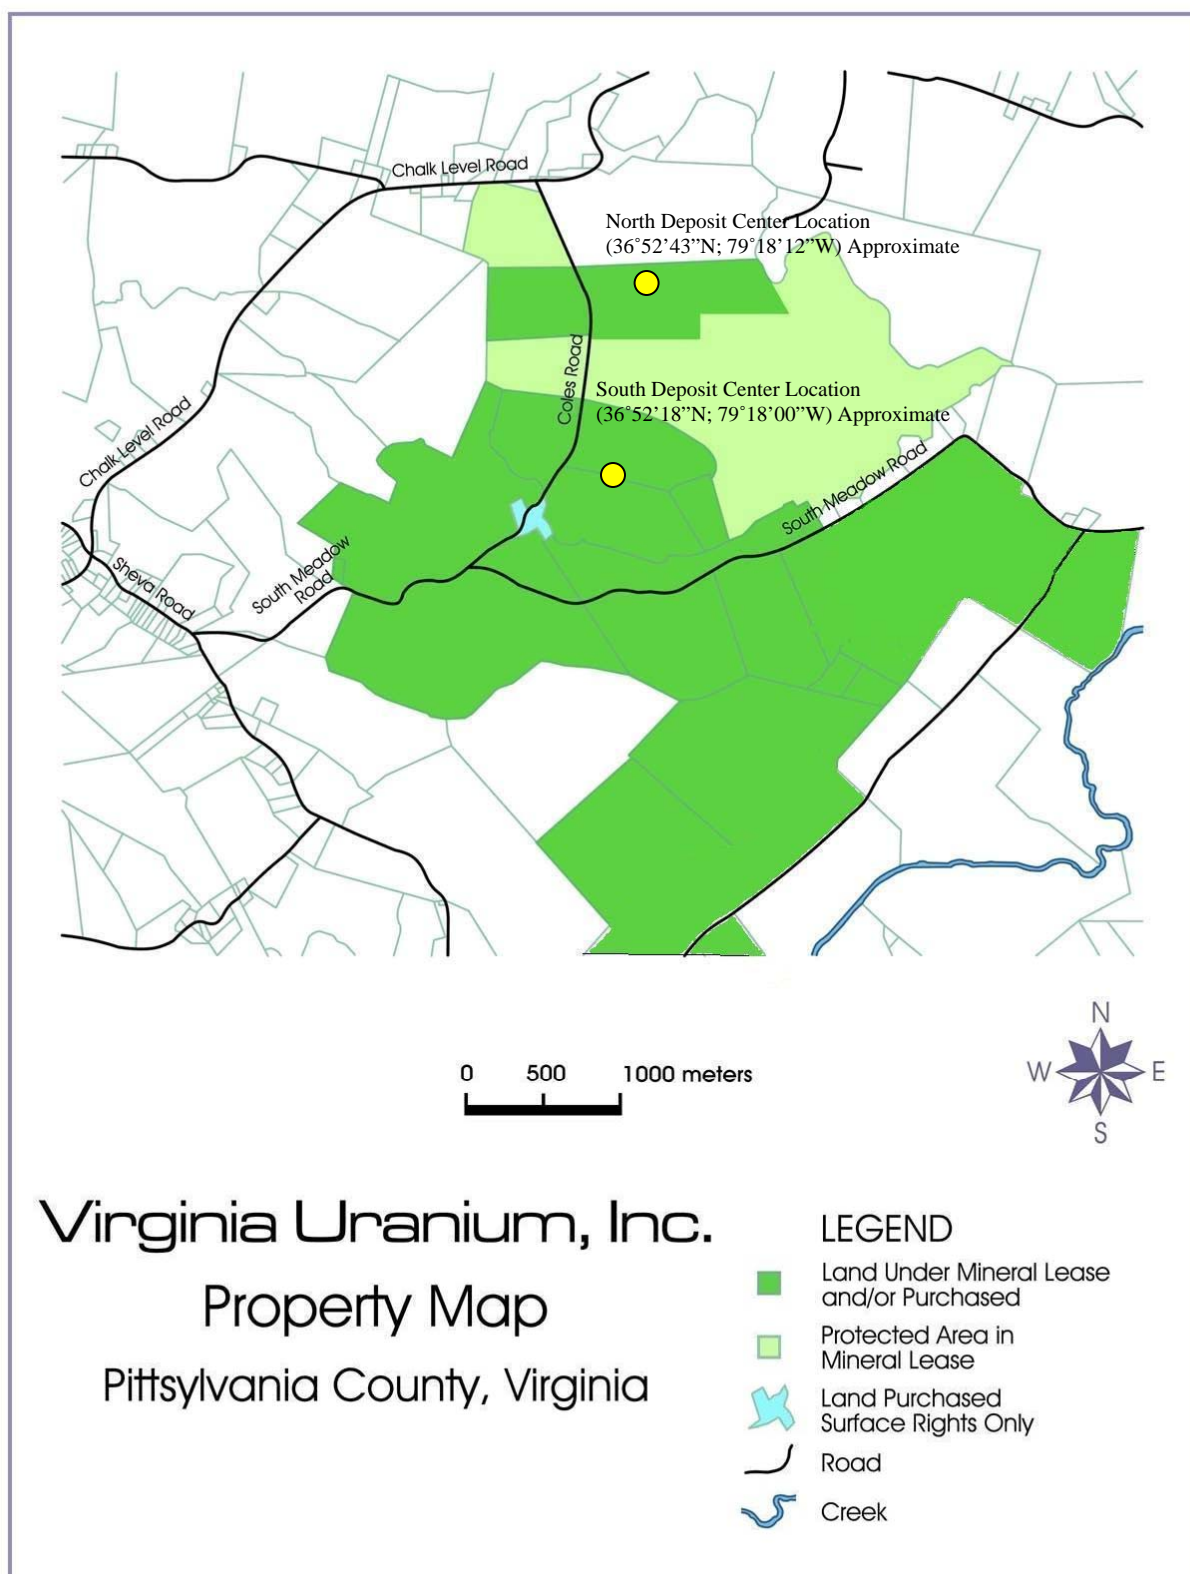 Chalk Level Road
North Deposit Center Location
(36˚52’43”N; 79˚18’12”W) Approximate
Coles Road
South Deposit Center Location
(36˚52’18”N; 79˚18’00”W) Approximate
Chalk Level Road
South Meadow Road
Sheva Road
South Meadow
Road
N
W
E
S
0 500 1000 meters
Virginia Uranium, Inc.
Property Map
Pittsylvania County, Virginia
LEGEND
Land Under Mineral Lease
and/or Purchased
Protected Area in
Mineral Lease
Land Purchased
Surface Rights Only
Road
Creek